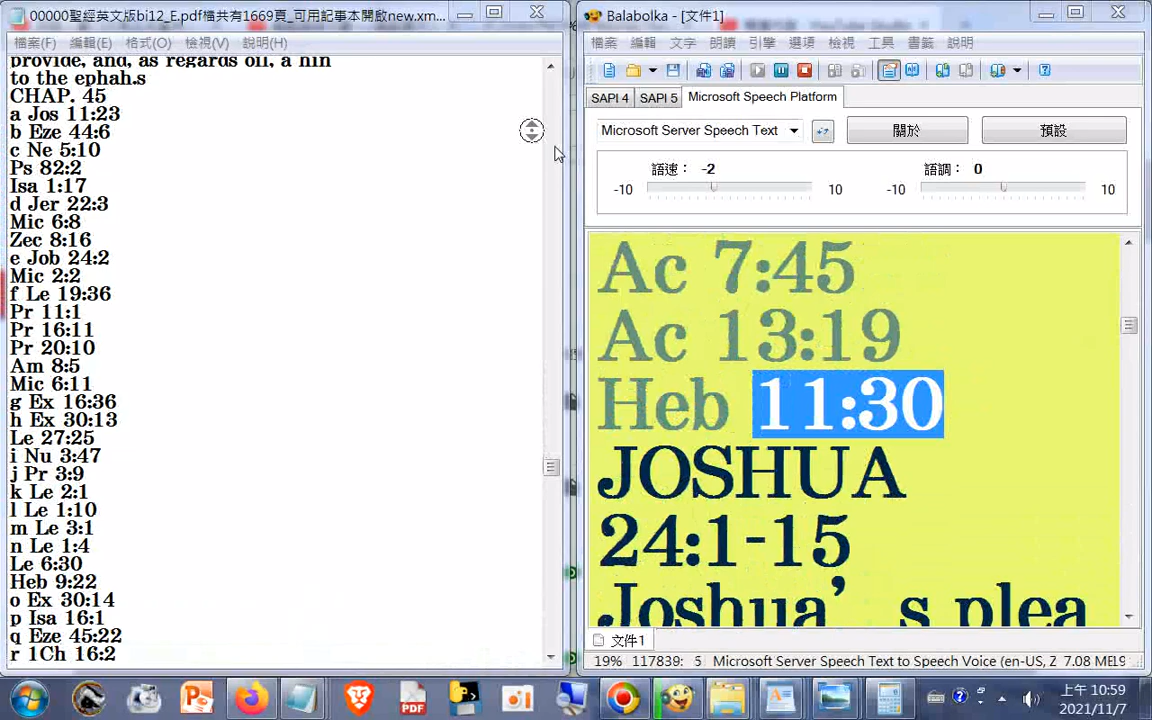 00000聖經英文版bi12_E.pdf檔共有1669頁_可用記事本開啟new.xm...
檔案(F) 編輯(E) 格式(O) 檢視(V) 說明(H)
provide, and, as regards oil, a hin
to the ephah.s
CHAP. 45
a Jos 11:23
b Eze 44:6
c Ne 5:10
Ps 82:2
Isa 1:17
d Jer 22:3
Mic 6:8
Zec 8:16
e Job 24:2
Mic 2:2
f Le 19:36
Pr 11:1
Pr 16:11
Pr 20:10
Am 8:5
Mic 6:11
g Ex 16:36
h Ex 30:13
Le 27:25
i Nu 3:47
j Pr 3:9
k Le 2:1
l Le 1:10
m Le 3:1
n Le 1:4
Le 6:30
Heb 9:22
o Ex 30:14
p Isa 16:1
q Eze 45:22
r 1Ch 16:2
Balabolka - [文件1]
檔案 編輯 文字 朗讀 引擎 選項 檢視 工具 書籤 說明
SAPI 4 SAPI 5 Microsoft Speech Platform
Microsoft Server Speech Text 關於 預設
語速： -2 語調： 0
-10 10 -10 10
Ac 7:45
Ac 13:19
Heb 11:30
JOSHUA
24:1-15
Joshua’s plea
文件1
19% 117839: 5 Microsoft Server Speech Text to Speech Voice (en-US, Z 7.08 ME
PDF
上午 10:59
2021/11/7